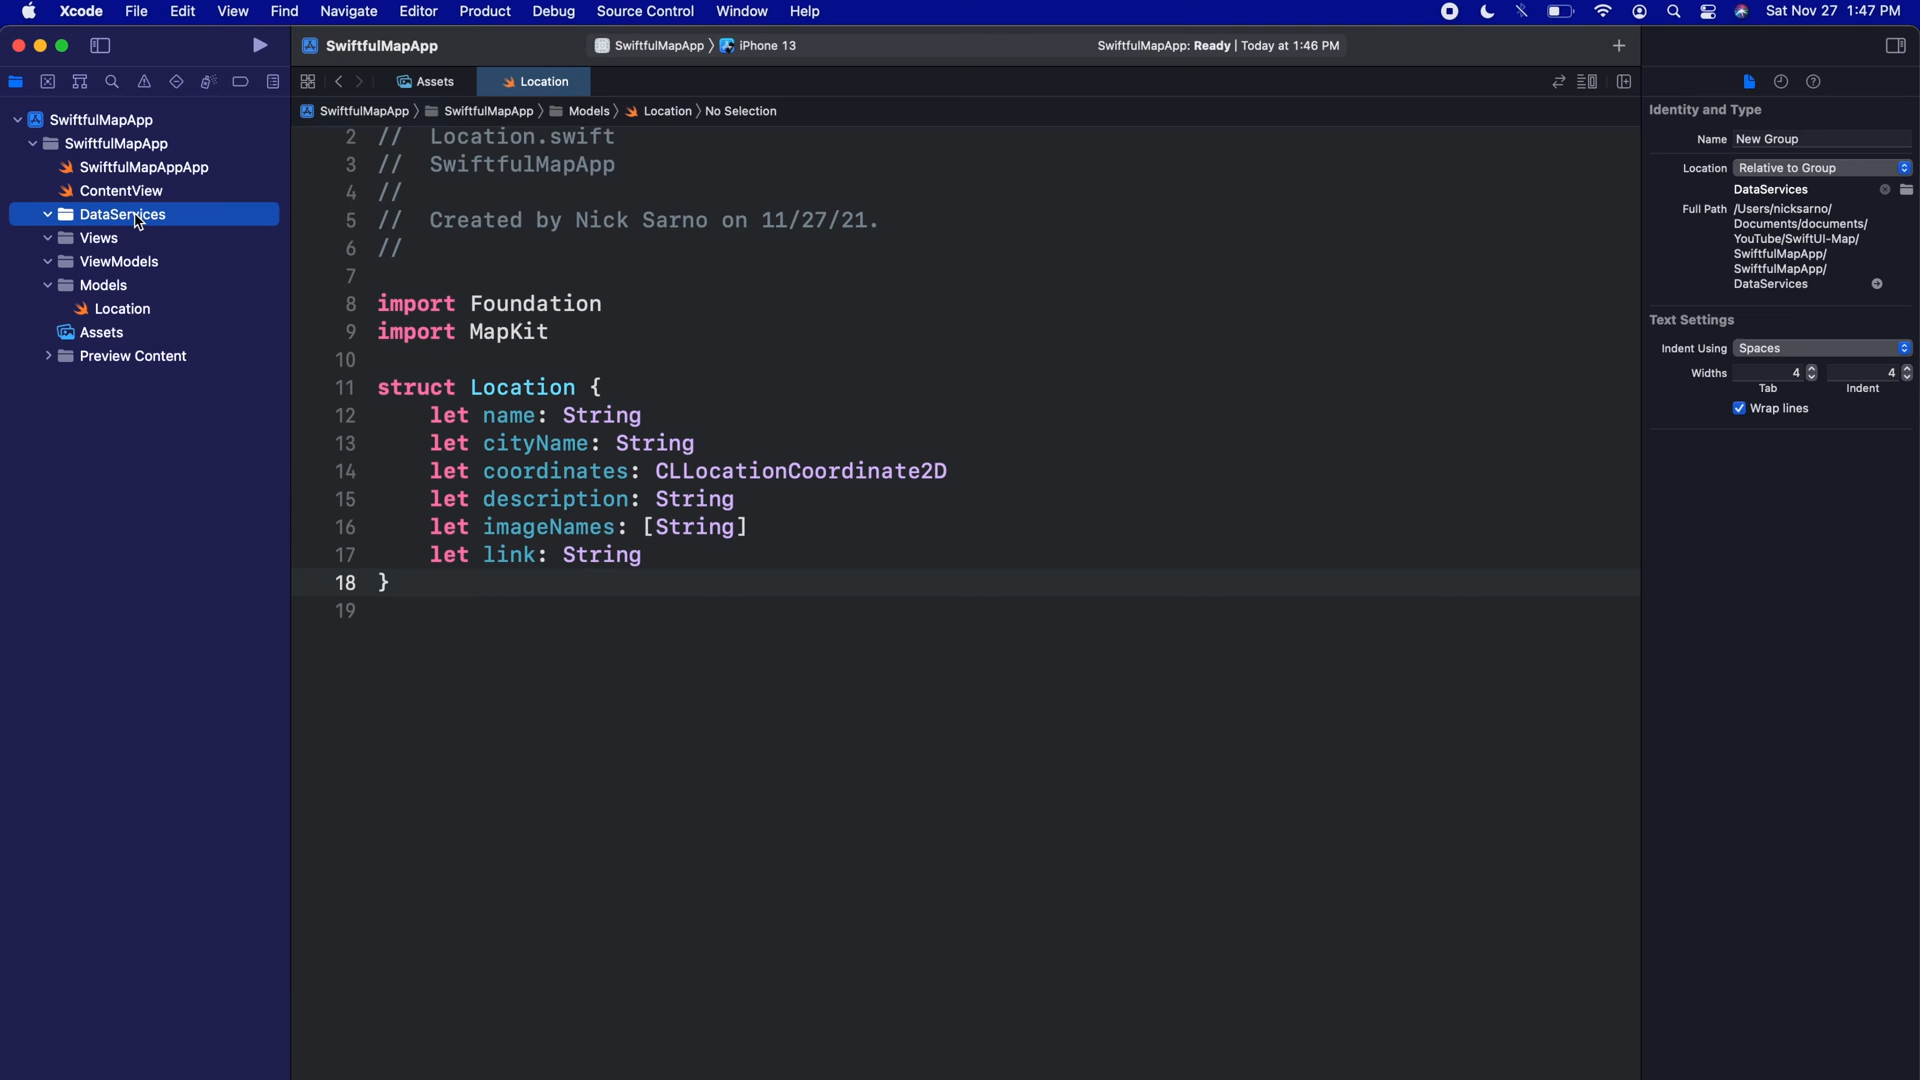 Xcode File Edit View Find Navigate Editor Product Debug Source Control Window Help Sat Nov 27 1:47 PM
SwiftfulMapApp SwiftfulMapApp iPhone 13 SwiftfulMapApp: Ready | Today at 1:46 PM
Assets Location
SwiftfulMapApp SwiftfulMapApp Models Location No Selection
SwiftfulMapApp
SwiftfulMapApp
SwiftfulMapAppApp
ContentView
DataServices
Views
ViewModels
Models
Location
Assets
Preview Content
2 // Location.swift
3 // SwiftfulMapApp
4 //
5 // Created by Nick Sarno on 11/27/21.
6 //
7
8 import Foundation
9 import MapKit
10
11 struct Location {
12 let name: String
13 let cityName: String
14 let coordinates: CLLocationCoordinate2D
15 let description: String
16 let imageNames: [String]
17 let link: String
18 }
19
Identity and Type
Name New Group
Location Relative to Group
DataServices
Full Path /Users/nicksarno/
Documents/documents/
YouTube/SwiftUI-Map/
SwiftfulMapApp/
SwiftfulMapApp/
DataServices
Text Settings
Indent Using Spaces
Widths 4 4
Tab Indent
Wrap lines